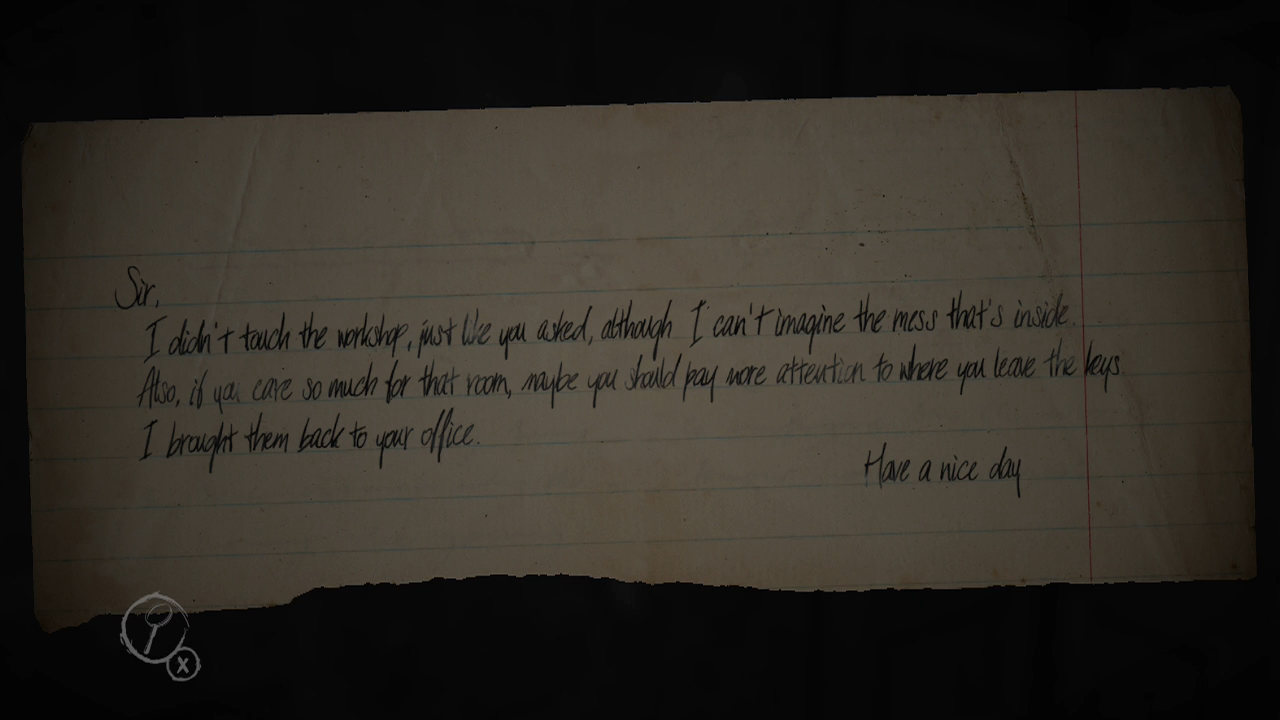 Sir,
I didn't touch the workshop, just like you asked, although I can't imagine the mess that's inside.
Also, if you care so much for that room, maybe you should pay more attention to where you leave the keys.
I brought them back to your office.
Have a nice day
X